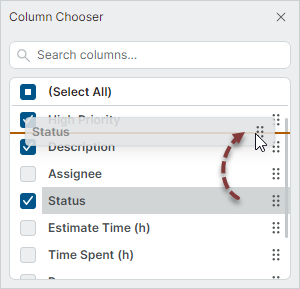 Column Chooser
Search columns...
(Select All)
High Priority
Status
Description
Assignee
Status
Estimate Time (h)
Time Spent (h)